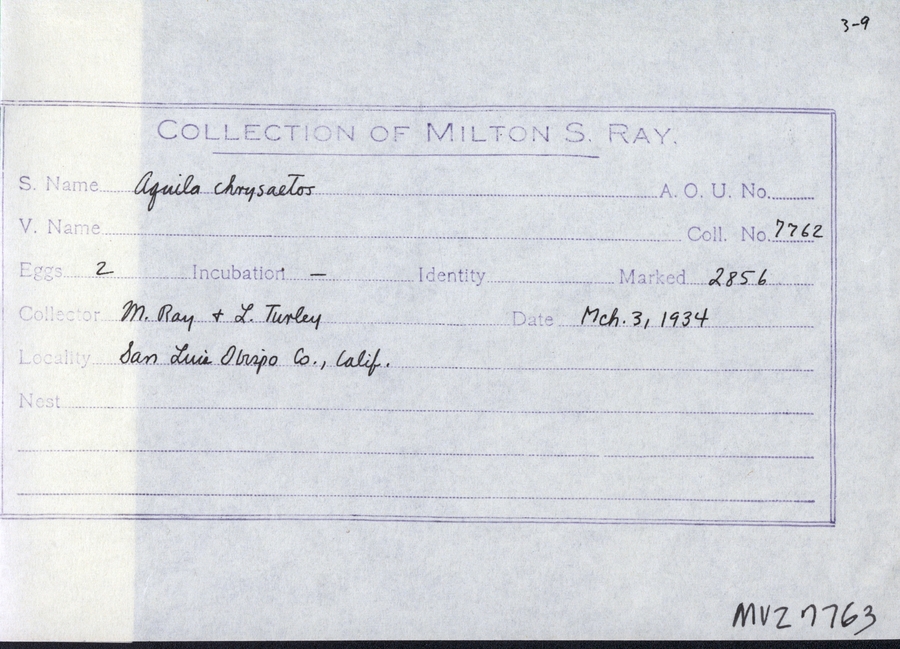 3-9
COLLECTION OF MILTON S. RAY.
S. Name Aquila chrysaetos A. O. U. No.
V. Name Coll. No. 7762
Eggs 2 Incubation — Identity Marked 2856
Collector M. Ray + L. Turley Date Mch. 3, 1934
Locality San Luis Obispo Co., Calif.
Nest
MVZ 7763